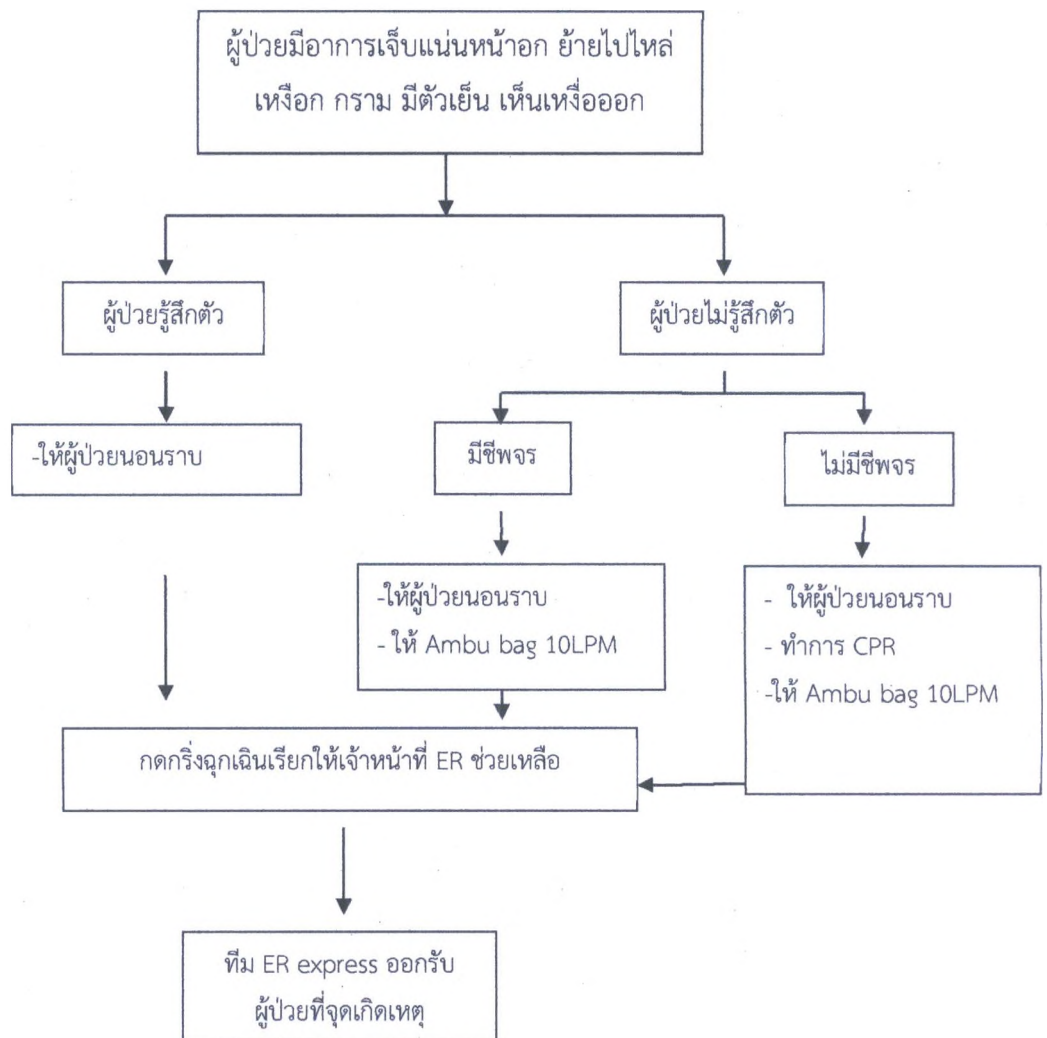 ผู้ป่วยมีอาการเจ็บแน่นหน้าอก ย้ายไปไหล่
เหงือก กราม มีตัวเย็น เห็นเหงื่อออก
ผู้ป่วยรู้สึกตัว
ผู้ป่วยไม่รู้สึกตัว
-ให้ผู้ป่วยนอนราบ
มีชีพจร
ไม่มีชีพจร
-ให้ผู้ป่วยนอนราบ
- ให้ Ambu bag 10LPM
- ให้ผู้ป่วยนอนราบ
- ทำการ CPR
-ให้ Ambu bag 10LPM
กดกริ่งฉุกเฉินเรียกให้เจ้าหน้าที่ ER ช่วยเหลือ
ทีม ER express ออกรับ
ผู้ป่วยที่จุดเกิดเหตุ